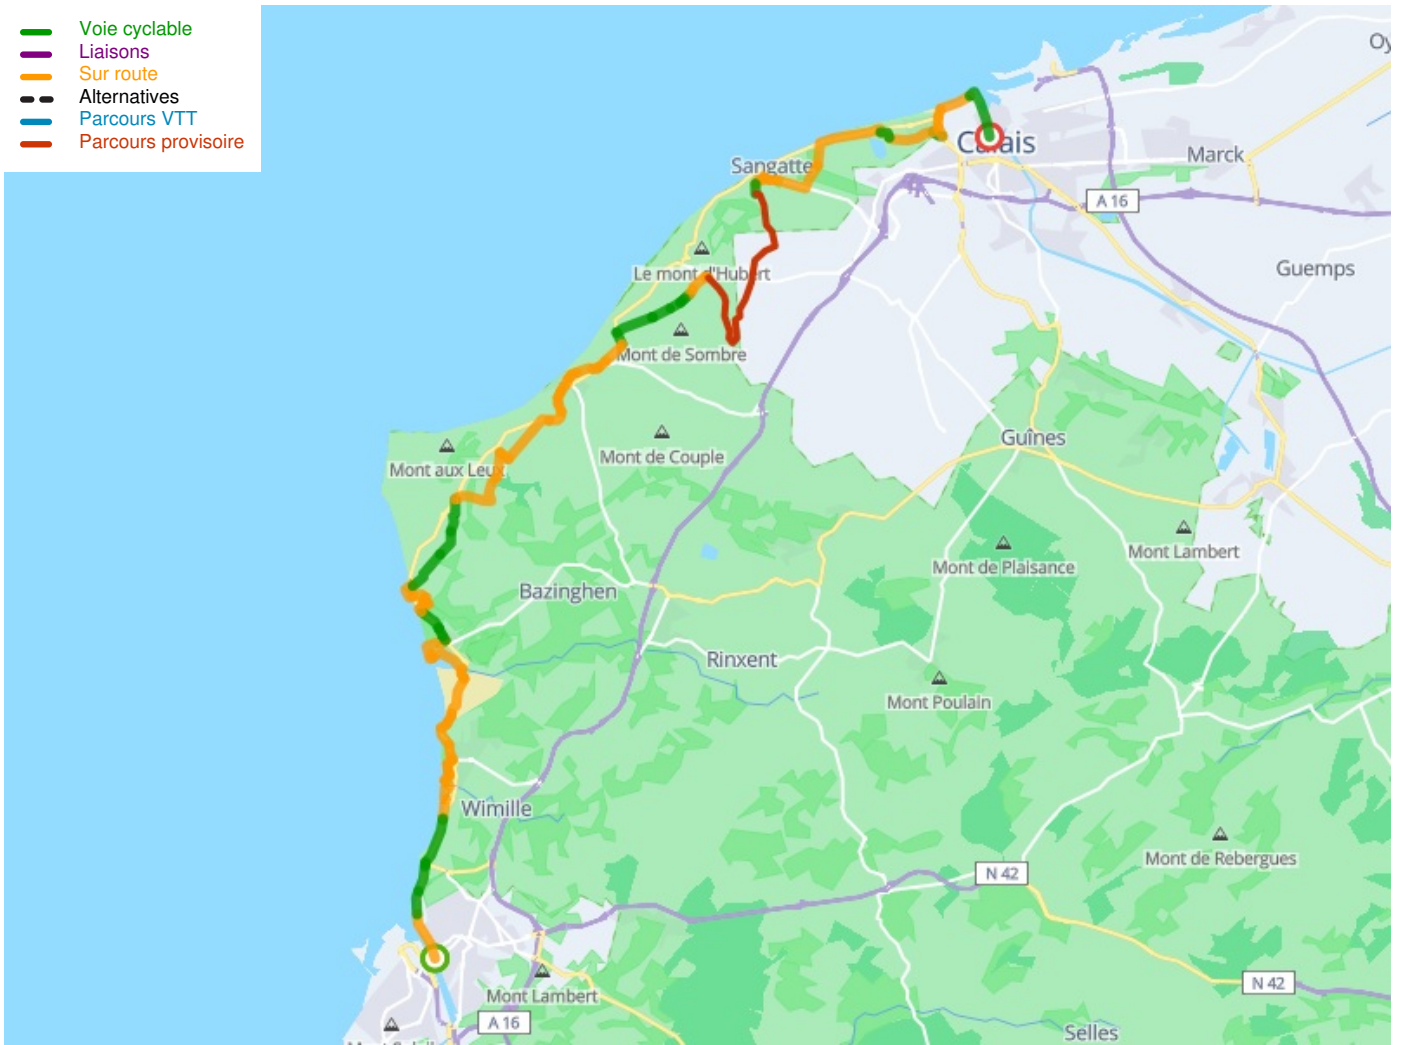 Voie cyclable
Liaisons
Sur route
Alternatives
Parcours VTT
Parcours provisoire
Oy
Calais
Marck
Sangatte
A 16
Le mont d'Hubert
Guemps
Mont de Sombre
Guînes
Mont de Couple
Mont aux Leux
Mont Lambert
Mont de Plaisance
Bazinghen
Rinxent
Mont Poulain
Wimille
Mont de Rebergues
N 42
N 42
Mont Lambert
A 16
Selles